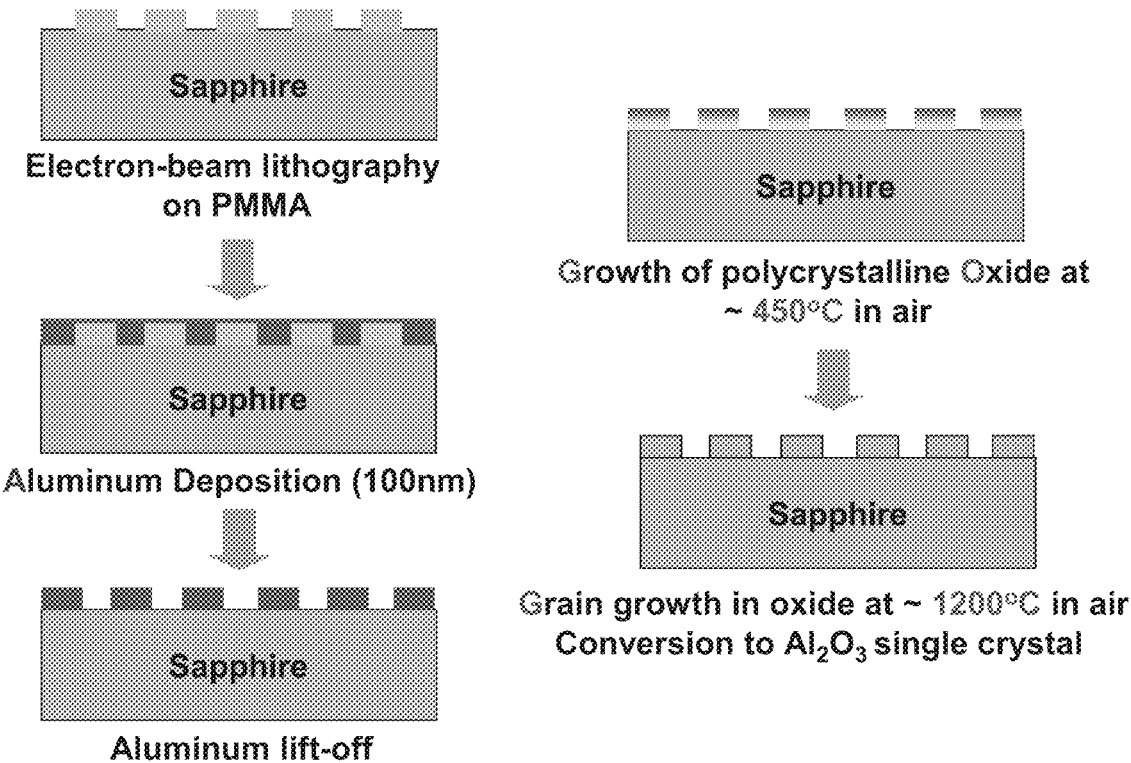 Sapphire
Electron-beam lithography
on PMMA
Sapphire
Aluminum Deposition (100nm)
Sapphire
Aluminum lift-off
Sapphire
Growth of polycrystalline Oxide at
~ 450°C in air
Sapphire
Grain growth in oxide at ~ 1200°C in air
Conversion to Al₂O₃ single crystal